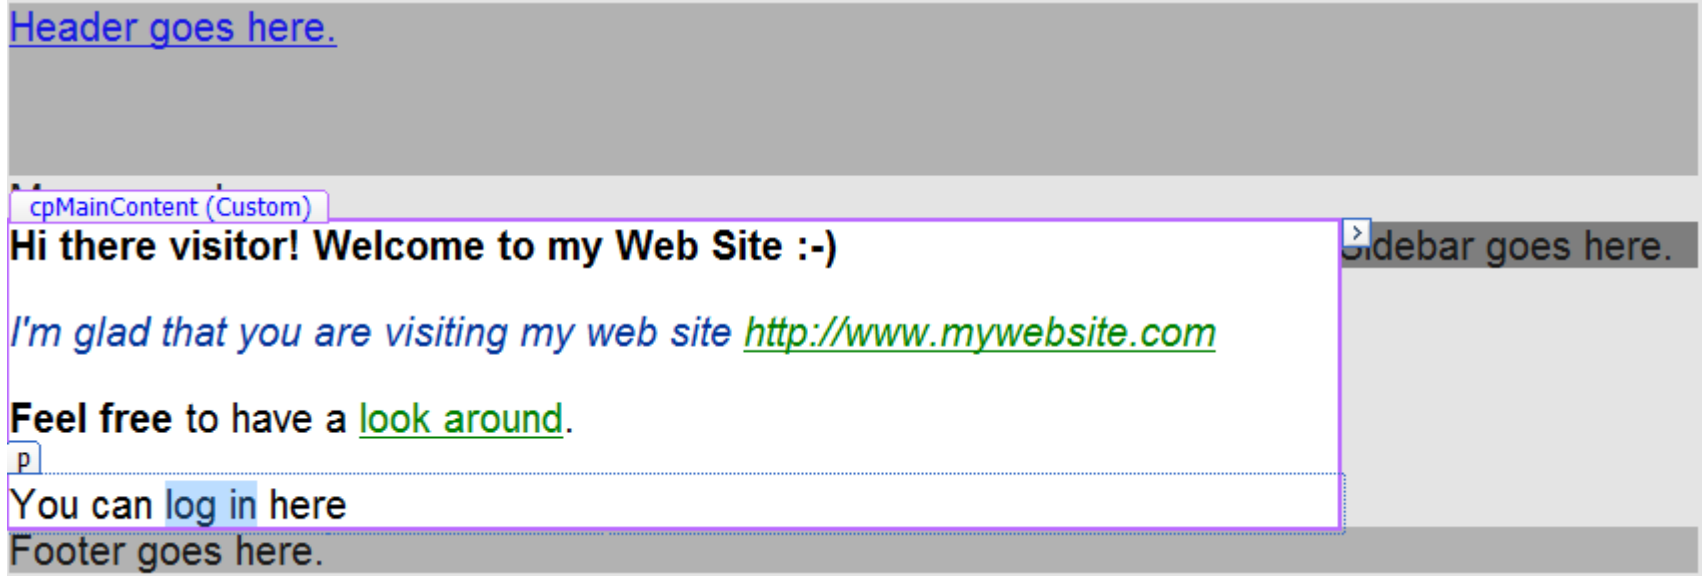 Header goes here.
cpMainContent (Custom)
Hi there visitor! Welcome to my Web Site :-)
Sidebar goes here.
I'm glad that you are visiting my web site http://www.mywebsite.com
Feel free to have a look around.
p
You can log in here
Footer goes here.